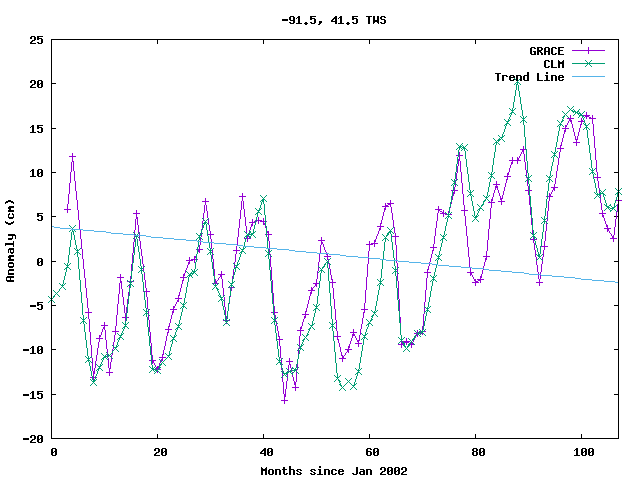 -91.5, 41.5 TWS
GRACE
CLM
Trend Line
25
20
15
10
5
0
-5
-10
-15
-20
Anomaly (cm)
0 20 40 60 80 100
Months since Jan 2002